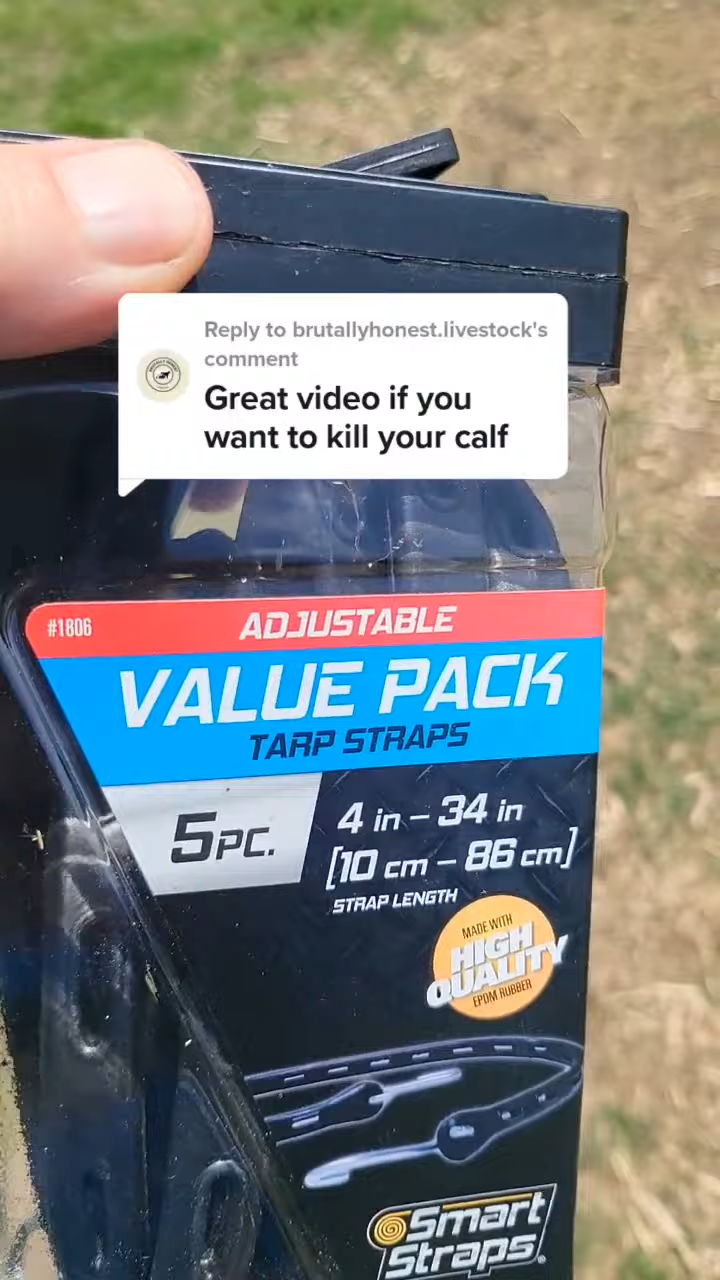 Reply to brutallyhonest.livestock's
comment
Great video if you
want to kill your calf
#1806
ADJUSTABLE
VALUE PACK
TARP STRAPS
5PC.
4 in – 34 in
[10 cm – 86 cm]
STRAP LENGTH
MADE WITH
HIGH
QUALITY
EPDM RUBBER
Smart
Straps®